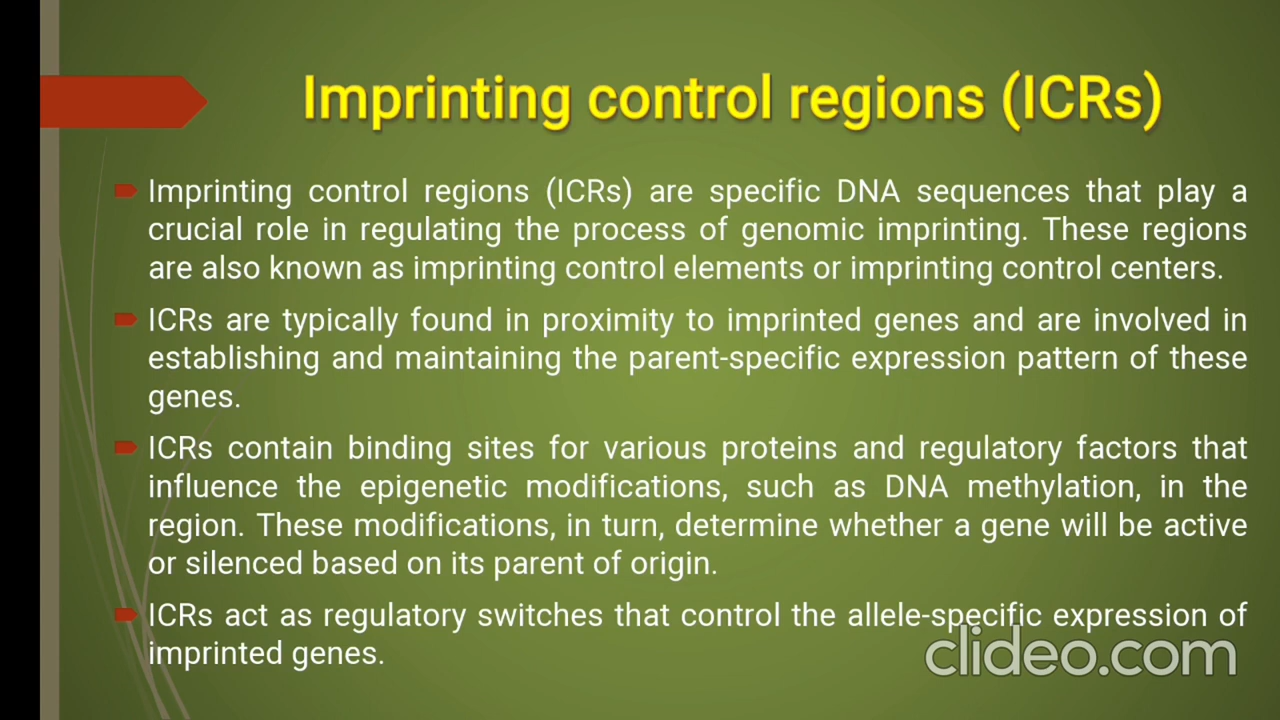 Imprinting control regions (ICRs)
Imprinting control regions (ICRs) are specific DNA sequences that play a
crucial role in regulating the process of genomic imprinting. These regions
are also known as imprinting control elements or imprinting control centers.
ICRs are typically found in proximity to imprinted genes and are involved in
establishing and maintaining the parent-specific expression pattern of these
genes.
ICRs contain binding sites for various proteins and regulatory factors that
influence the epigenetic modifications, such as DNA methylation, in the
region. These modifications, in turn, determine whether a gene will be active
or silenced based on its parent of origin.
ICRs act as regulatory switches that control the allele-specific expression of
imprinted genes.
clideo.com